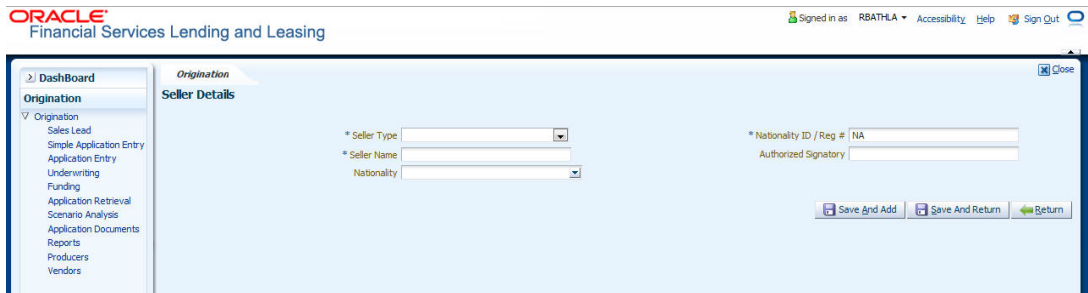 ORACLE
Financial Services Lending and Leasing
Signed in as RBATHLA Accessibility Help Sign Out
DashBoard
Origination
Origination
Sales Lead
Simple Application Entry
Application Entry
Underwriting
Funding
Application Retrieval
Scenario Analysis
Application Documents
Reports
Producers
Vendors
Origination
Close
Seller Details
* Seller Type
* Nationality ID / Reg # NA
* Seller Name
Authorized Signatory
Nationality
Save And Add
Save And Return
Return